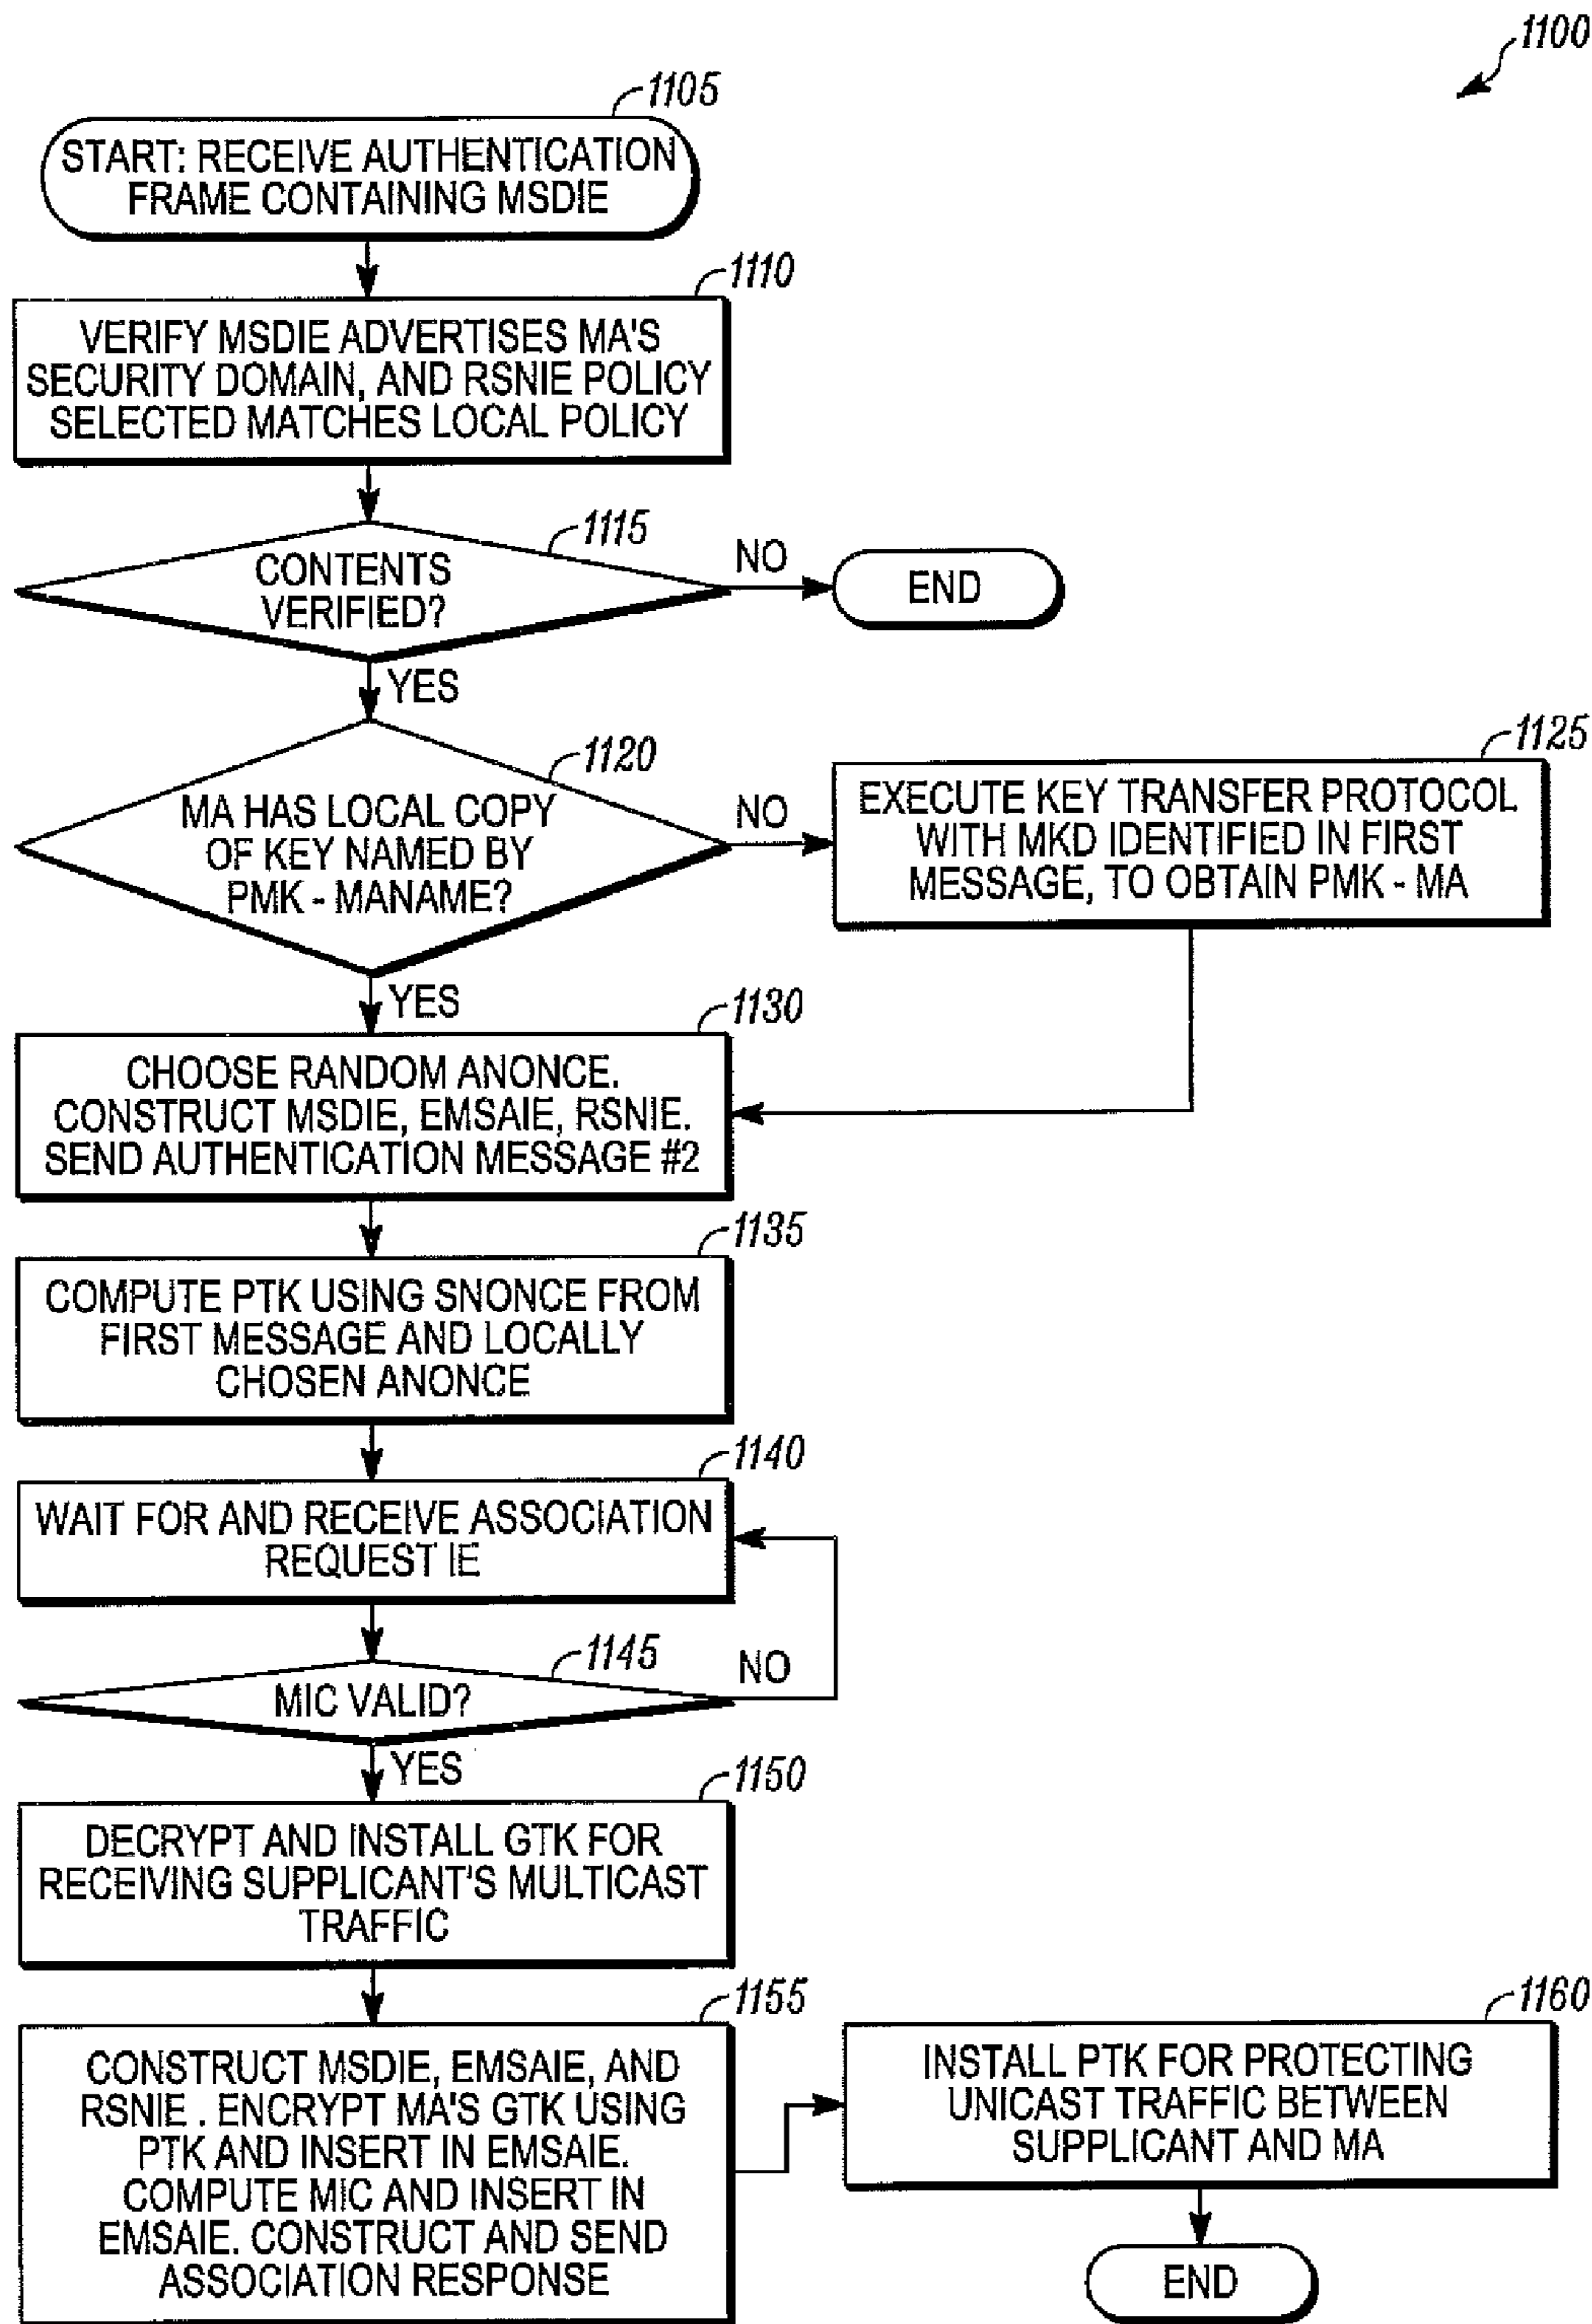 1100
1105
START: RECEIVE AUTHENTICATION
FRAME CONTAINING MSDIE
1110
VERIFY MSDIE ADVERTISES MA'S
SECURITY DOMAIN, AND RSNIE POLICY
SELECTED MATCHES LOCAL POLICY
1115
CONTENTS
VERIFIED?
NO
END
YES
1120
MA HAS LOCAL COPY
OF KEY NAMED BY
PMK - MANAME?
NO
1125
EXECUTE KEY TRANSFER PROTOCOL
WITH MKD IDENTIFIED IN FIRST
MESSAGE, TO OBTAIN PMK - MA
YES
1130
CHOOSE RANDOM ANONCE.
CONSTRUCT MSDIE, EMSAIE, RSNIE.
SEND AUTHENTICATION MESSAGE #2
1135
COMPUTE PTK USING SNONCE FROM
FIRST MESSAGE AND LOCALLY
CHOSEN ANONCE
1140
WAIT FOR AND RECEIVE ASSOCIATION
REQUEST IE
1145
MIC VALID?
NO
YES
1150
DECRYPT AND INSTALL GTK FOR
RECEIVING SUPPLICANT'S MULTICAST
TRAFFIC
1155
CONSTRUCT MSDIE, EMSAIE, AND
RSNIE . ENCRYPT MA'S GTK USING
PTK AND INSERT IN EMSAIE.
COMPUTE MIC AND INSERT IN
EMSAIE. CONSTRUCT AND SEND
ASSOCIATION RESPONSE
1160
INSTALL PTK FOR PROTECTING
UNICAST TRAFFIC BETWEEN
SUPPLICANT AND MA
END